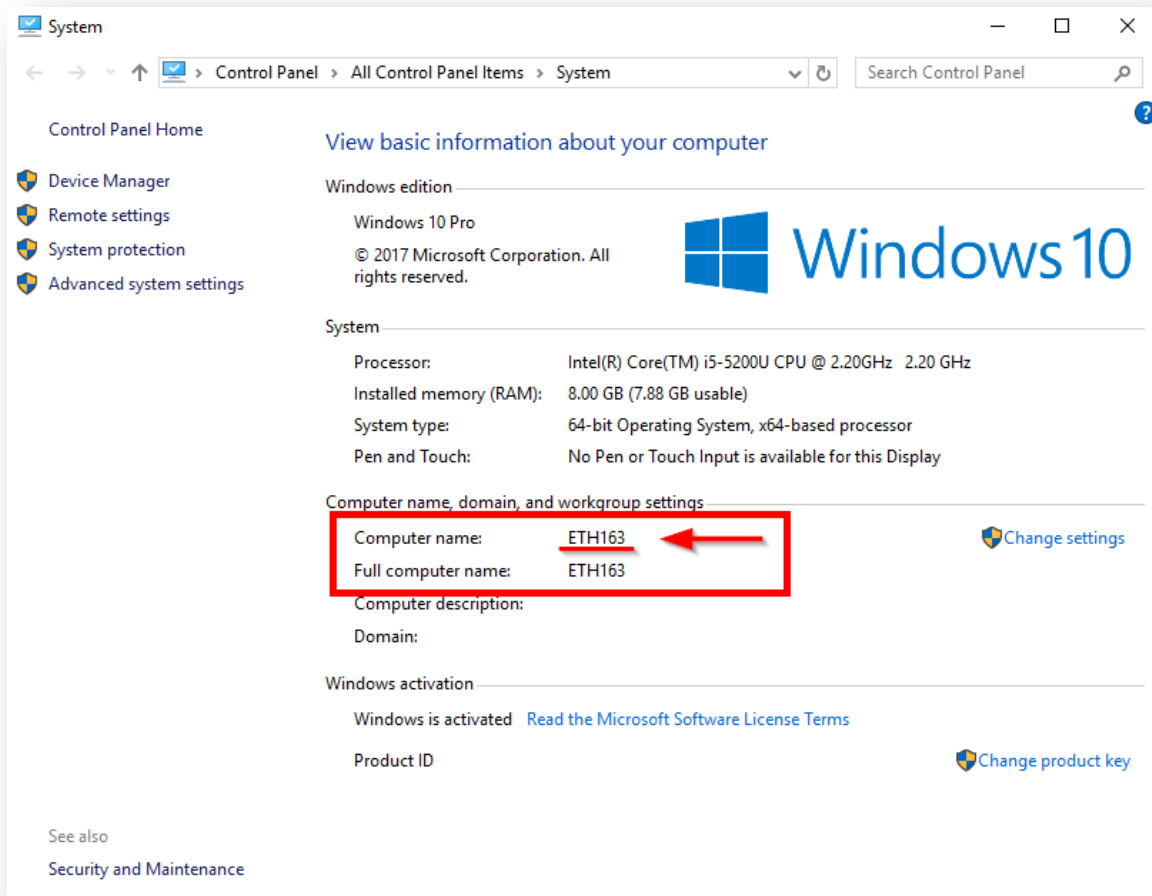 System
Control Panel > All Control Panel Items > System
Search Control Panel
?
Control Panel Home
Device Manager
Remote settings
System protection
Advanced system settings
View basic information about your computer
Windows edition
Windows 10 Pro
© 2017 Microsoft Corporation. All
rights reserved.
Windows 10
System
Processor: Intel(R) Core(TM) i5-5200U CPU @ 2.20GHz 2.20 GHz
Installed memory (RAM): 8.00 GB (7.88 GB usable)
System type: 64-bit Operating System, x64-based processor
Pen and Touch: No Pen or Touch Input is available for this Display
Computer name, domain, and workgroup settings
Computer name: ETH163 Change settings
Full computer name: ETH163
Computer description:
Domain:
Windows activation
Windows is activated Read the Microsoft Software License Terms
Product ID Change product key
See also
Security and Maintenance